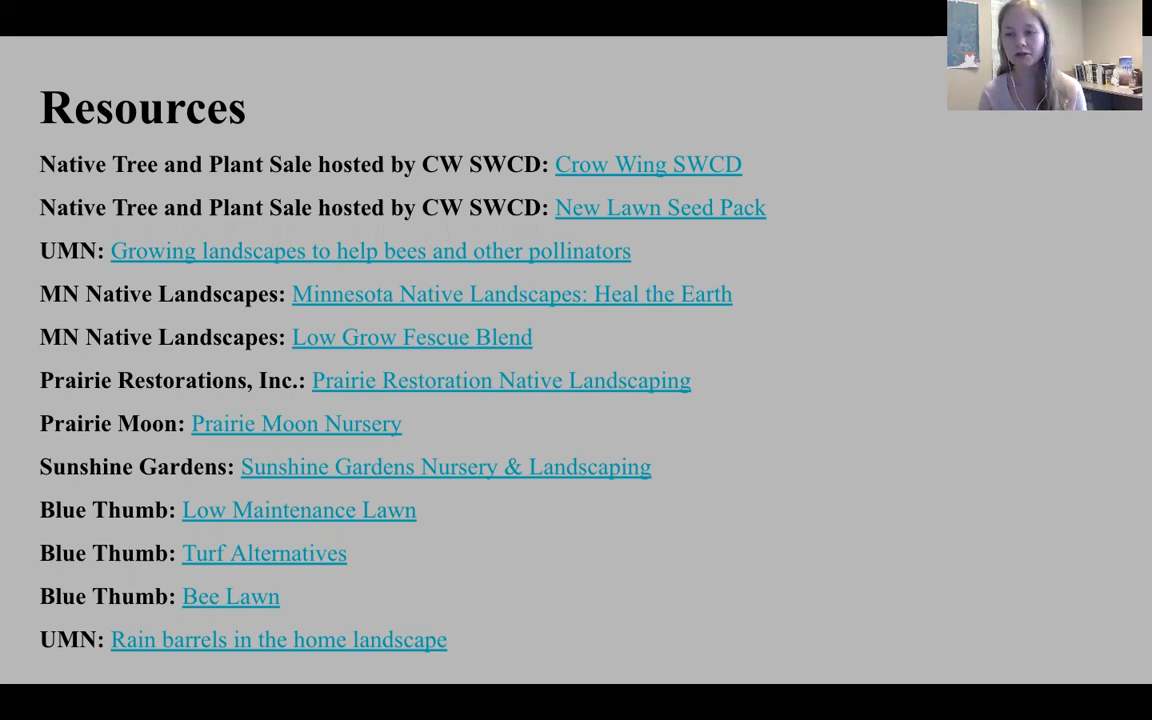 Resources
Native Tree and Plant Sale hosted by CW SWCD: Crow Wing SWCD
Native Tree and Plant Sale hosted by CW SWCD: New Lawn Seed Pack
UMN: Growing landscapes to help bees and other pollinators
MN Native Landscapes: Minnesota Native Landscapes: Heal the Earth
MN Native Landscapes: Low Grow Fescue Blend
Prairie Restorations, Inc.: Prairie Restoration Native Landscaping
Prairie Moon: Prairie Moon Nursery
Sunshine Gardens: Sunshine Gardens Nursery & Landscaping
Blue Thumb: Low Maintenance Lawn
Blue Thumb: Turf Alternatives
Blue Thumb: Bee Lawn
UMN: Rain barrels in the home landscape